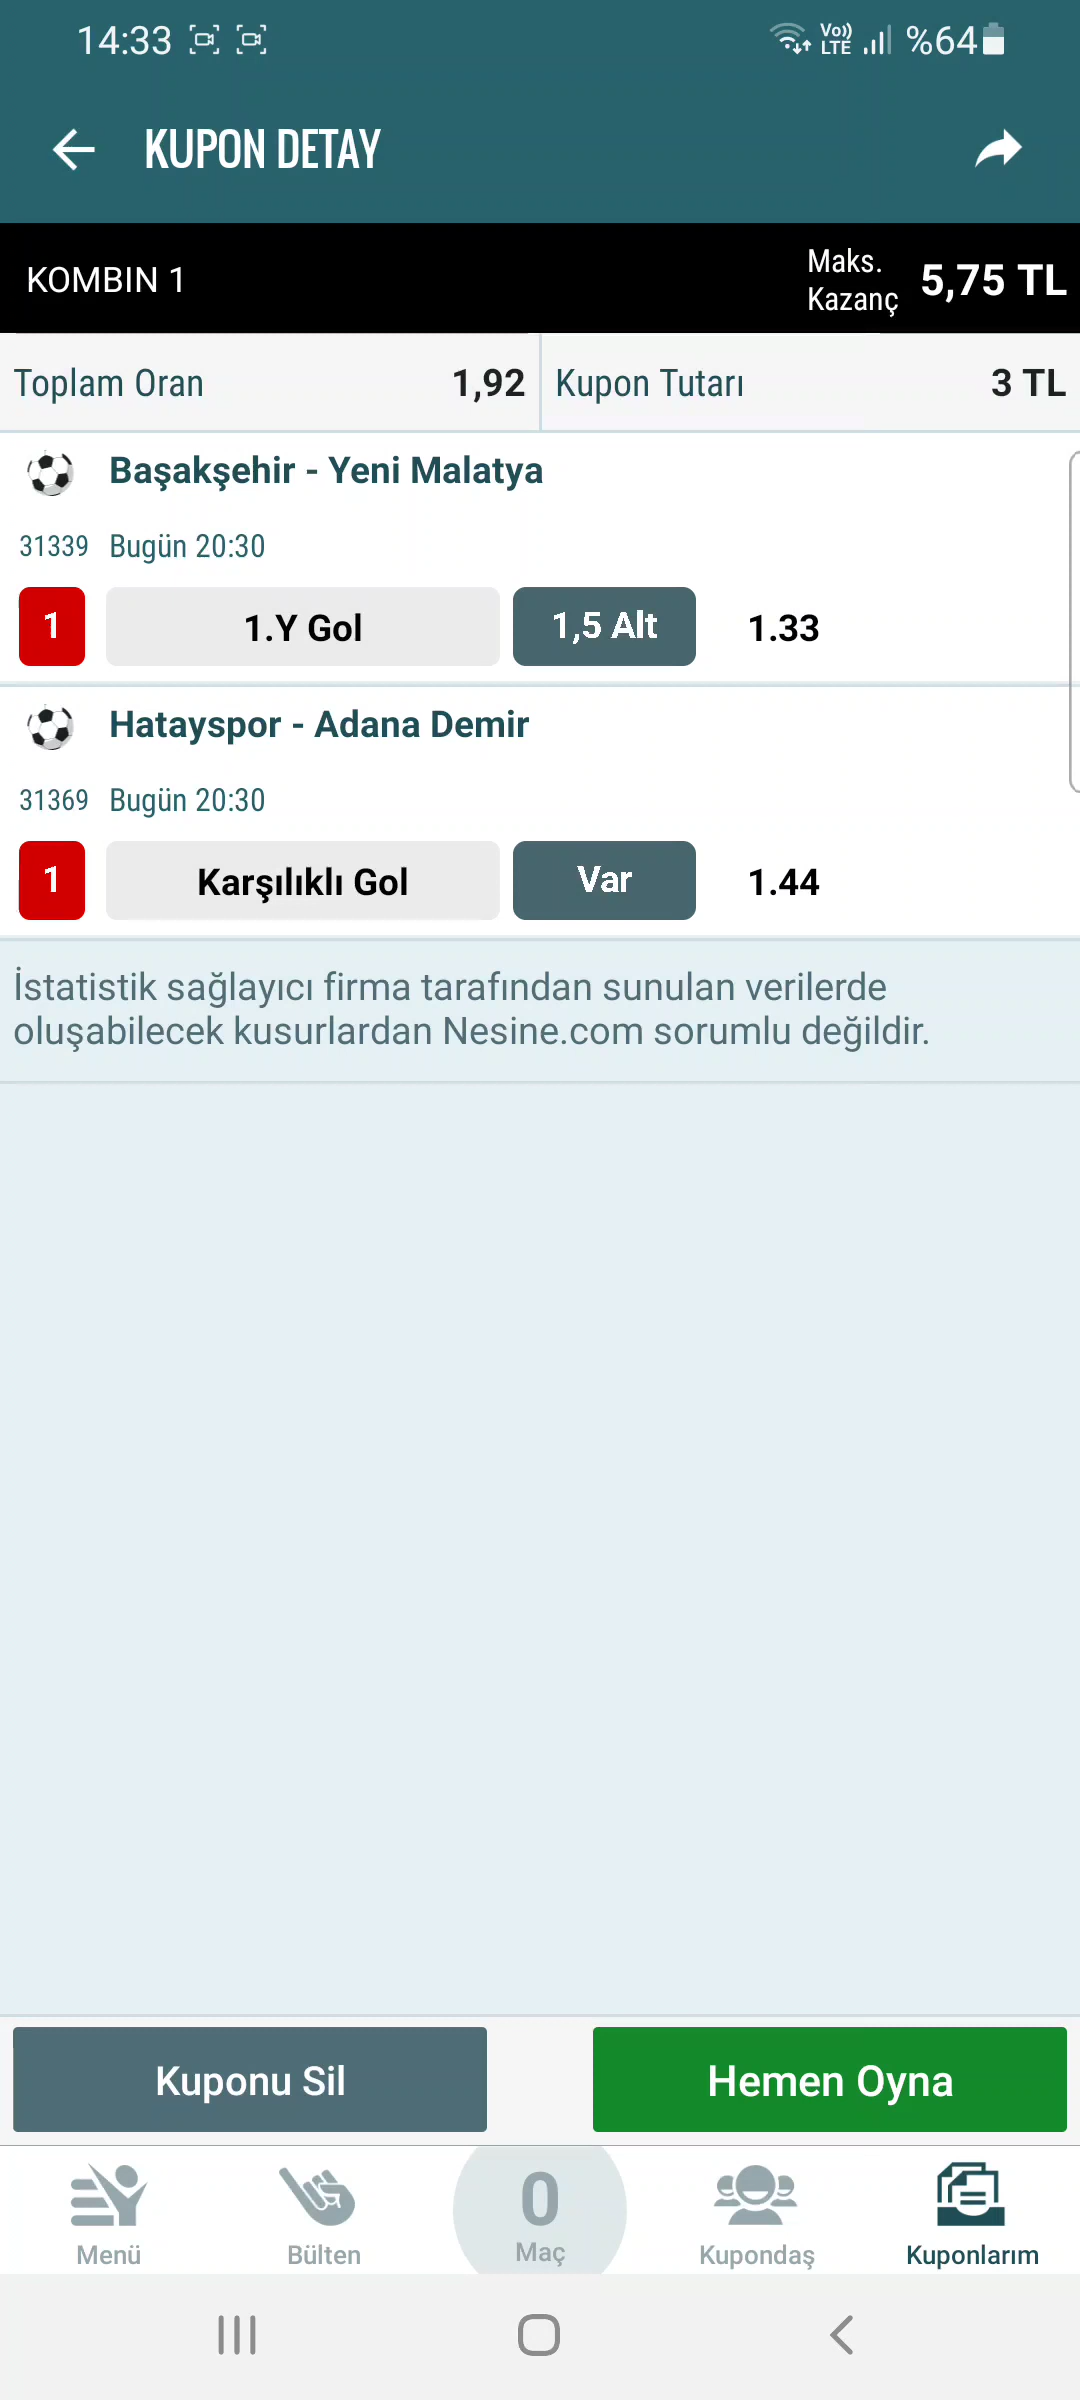 14:33 Vo)) LTE %64
KUPON DETAY
KOMBIN 1 Maks. Kazanç 5,75 TL
Toplam Oran 1,92 Kupon Tutarı 3 TL
Başakşehir - Yeni Malatya
31339 Bugün 20:30
1 1.Y Gol 1,5 Alt 1.33
Hatayspor - Adana Demir
31369 Bugün 20:30
1 Karşılıklı Gol Var 1.44
İstatistik sağlayıcı firma tarafından sunulan verilerde
oluşabilecek kusurlardan Nesine.com sorumlu değildir.
Kuponu Sil Hemen Oyna
0
Menü Bülten Maç Kupondaş Kuponlarım